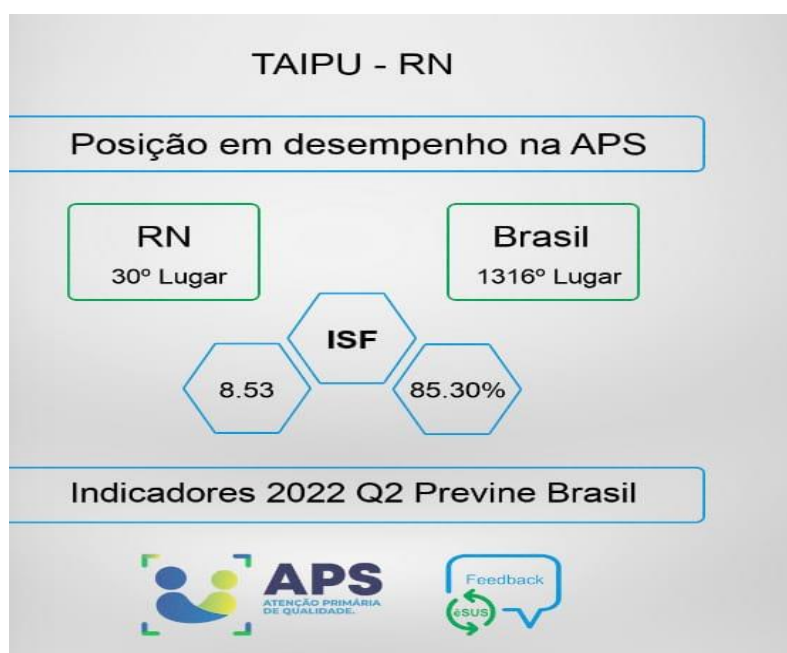 TAIPU - RN
Posição em desempenho na APS
RN
30º Lugar
Brasil
1316º Lugar
ISF
8.53
85.30%
Indicadores 2022 Q2 Previne Brasil
APS
ATENÇÃO PRIMÁRIA
DE QUALIDADE.
Feedback
eSUS